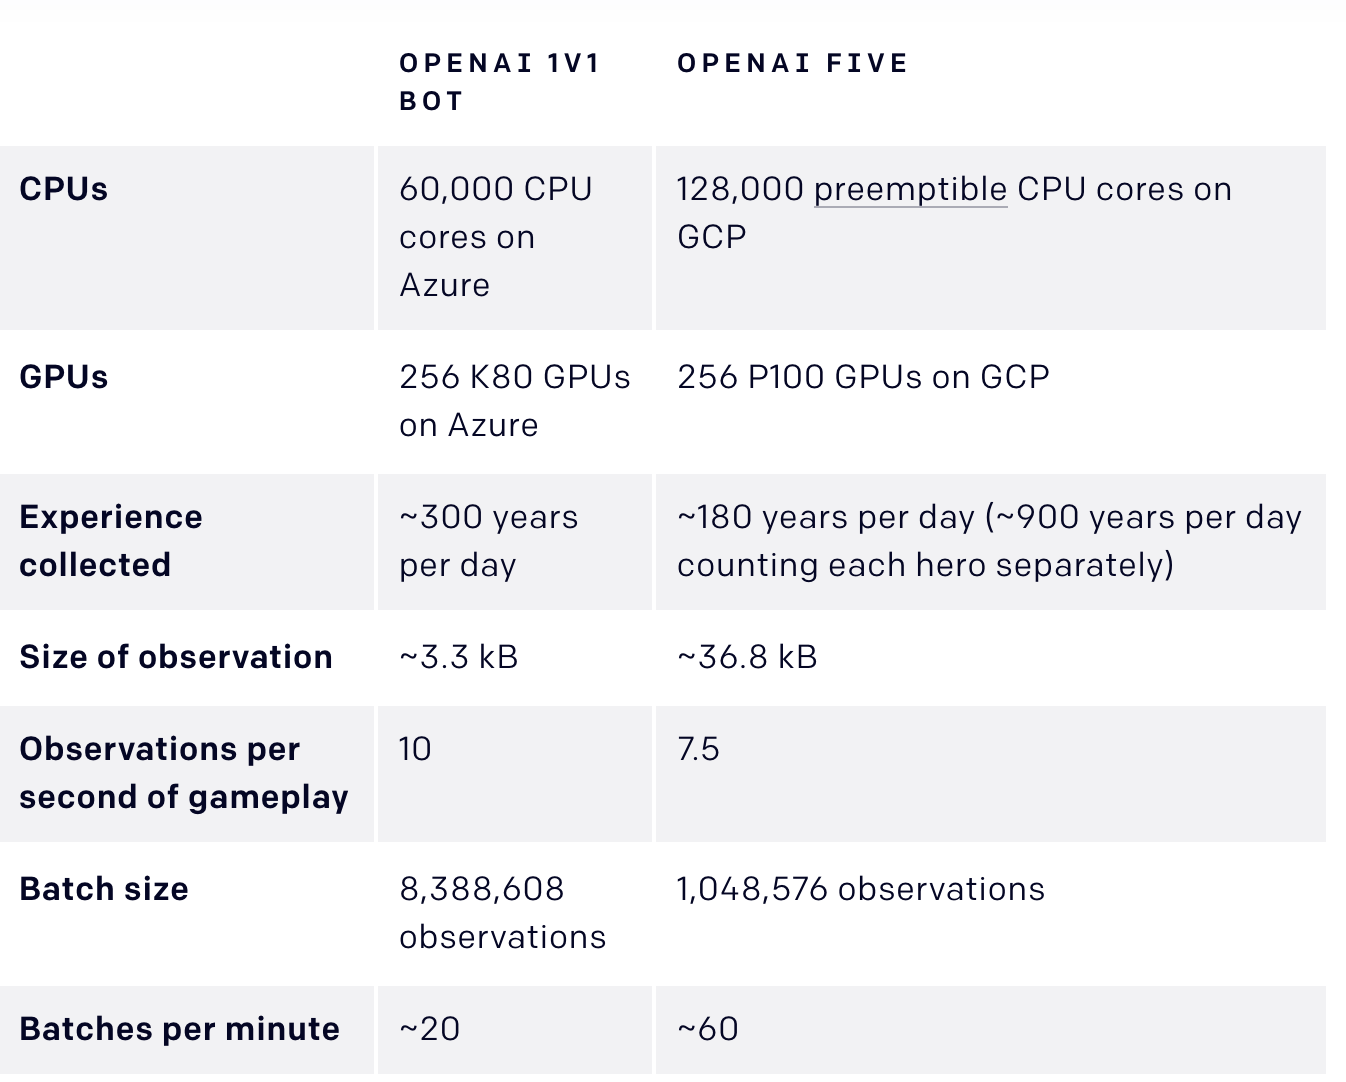 OPENAI 1V1
BOT
OPENAI FIVE
CPUs
60,000 CPU
cores on
Azure
128,000 preemptible CPU cores on
GCP
GPUs
256 K80 GPUs
on Azure
256 P100 GPUs on GCP
Experience
collected
~300 years
per day
~180 years per day (~900 years per day
counting each hero separately)
Size of observation
~3.3 kB
~36.8 kB
Observations per
second of gameplay
10
7.5
Batch size
8,388,608
observations
1,048,576 observations
Batches per minute
~20
~60